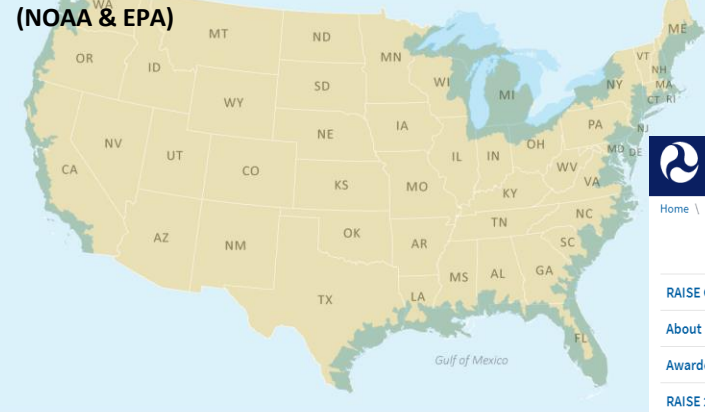 WA
(NOAA & EPA)
MT
ND
ME
OR
ID
MN
VT
NH
SD
WI
NY
MA
WY
MI
CT RI
IA
PA
NE
NJ
NV
OH
MD DE
UT
IL
IN
CA
CO
WV
KS
MO
VA
KY
Home \
NC
TN
AZ
OK
AR
NM
SC
MS
AL
GA
RAISE
TX
LA
About
FL
Gulf of Mexico
Award
RAISE